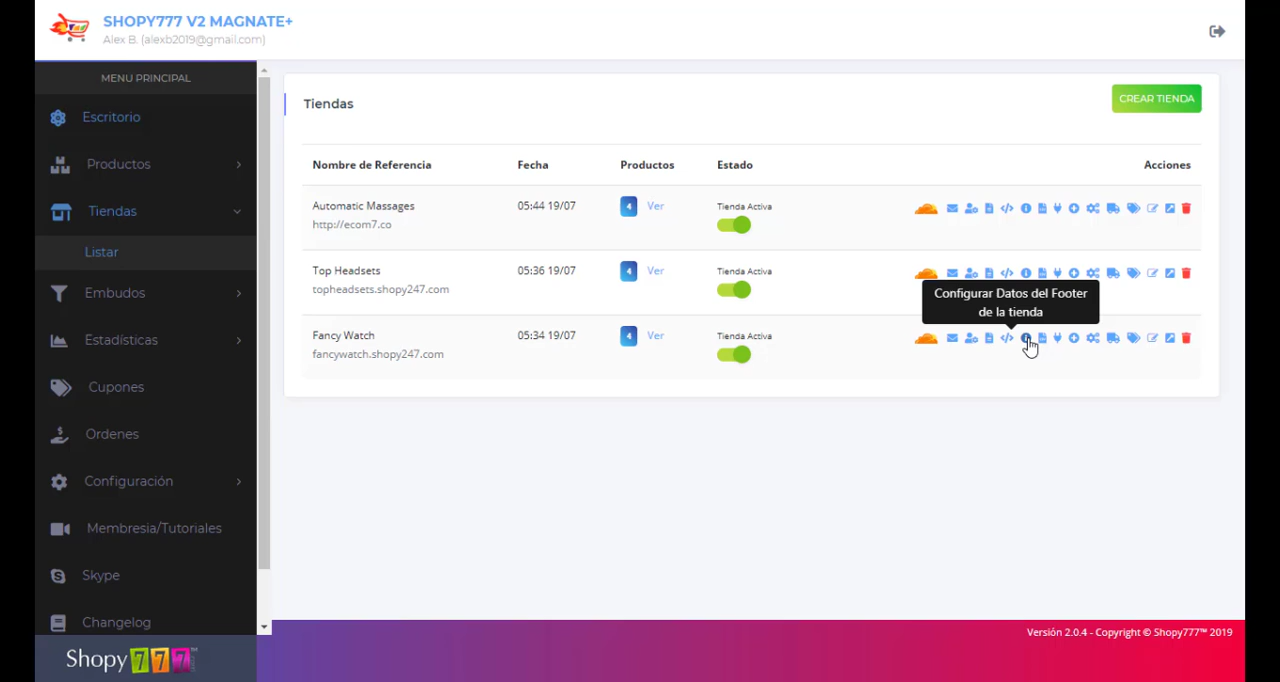 SHOPY777 V2 MAGNATE+
Alex B. (alexb2019@gmail.com)
MENU PRINCIPAL
Escritorio
Productos
Tiendas
Listar
Embudos
Estadísticas
Cupones
Ordenes
Configuración
Membresia/Tutoriales
Skype
Changelog
Shopy777
Tiendas
CREAR TIENDA
Nombre de Referencia Fecha Productos Estado Acciones
Automatic Massages 05:44 19/07 4 Ver Tienda Activa
http://ecom7.co
Top Headsets 05:36 19/07 4 Ver Tienda Activa
topheadsets.shopy247.com
Configurar Datos del Footer
de la tienda
Fancy Watch 05:34 19/07 4 Ver Tienda Activa
fancywatch.shopy247.com
Versión 2.0.4 - Copyright © Shopy777™ 2019